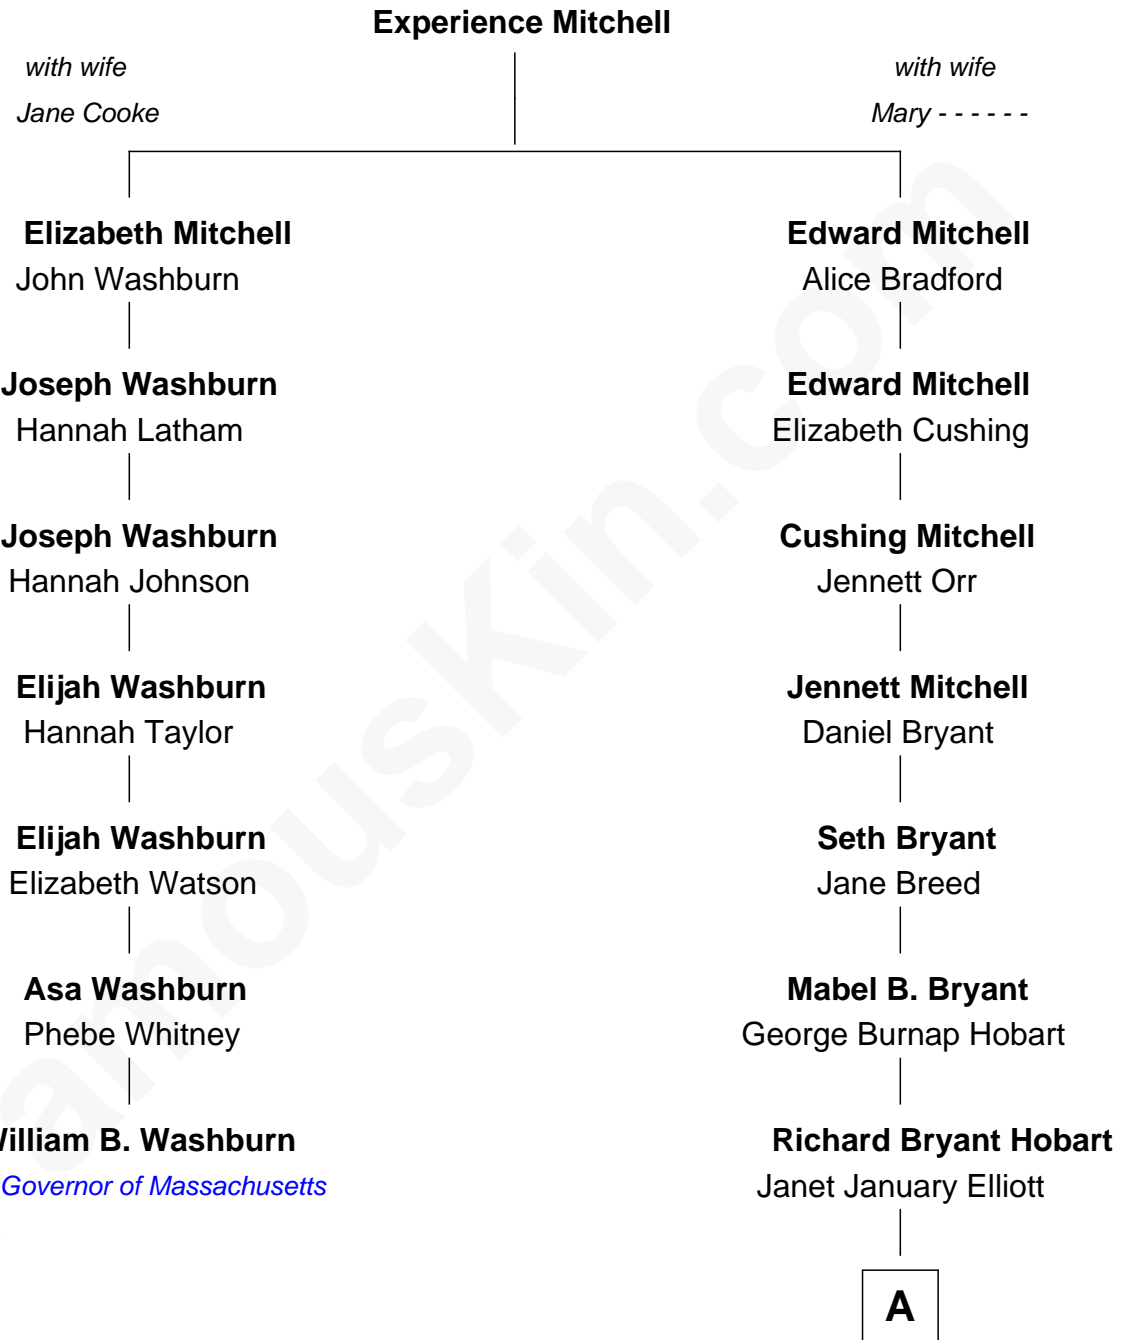 Experience Mitchell
with wife
Jane Cooke
with wife
Mary - - - - - -
Elizabeth Mitchell
John Washburn
Edward Mitchell
Alice Bradford
Joseph Washburn
Hannah Latham
Edward Mitchell
Elizabeth Cushing
Joseph Washburn
Hannah Johnson
Cushing Mitchell
Jennett Orr
Elijah Washburn
Hannah Taylor
Jennett Mitchell
Daniel Bryant
Elijah Washburn
Elizabeth Watson
Seth Bryant
Jane Breed
Asa Washburn
Phebe Whitney
Mabel B. Bryant
George Burnap Hobart
William B. Washburn
Governor of Massachusetts
Richard Bryant Hobart
Janet January Elliott
A
amousKin.com